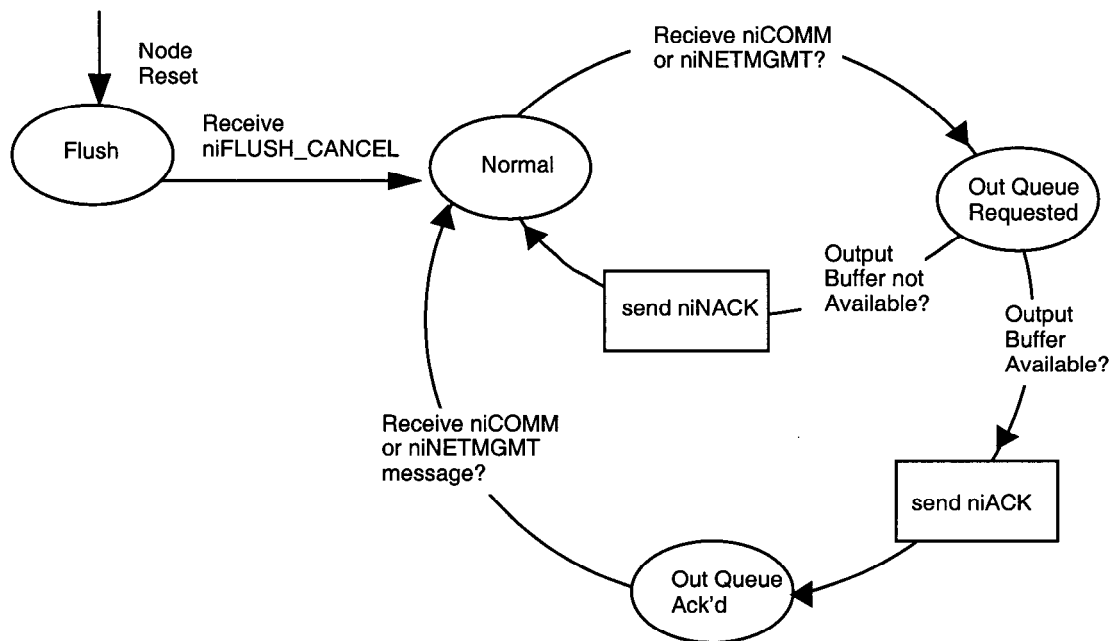 Node
Reset
Flush
Receive
niFLUSH_CANCEL
Normal
Recieve niCOMM
or niNETMGMT?
Out Queue
Requested
Output
Buffer not
Available?
send niNACK
Output
Buffer
Available?
send niACK
Out Queue
Ack'd
Receive niCOMM
or niNETMGMT
message?